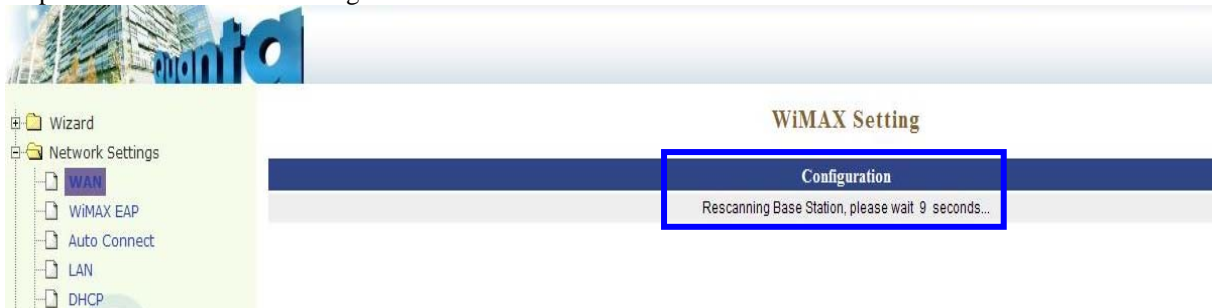 Quanta
Wizard
Network Settings
WAN
WiMAX EAP
Auto Connect
LAN
DHCP
WiMAX Setting
Configuration
Rescanning Base Station, please wait 9 seconds...